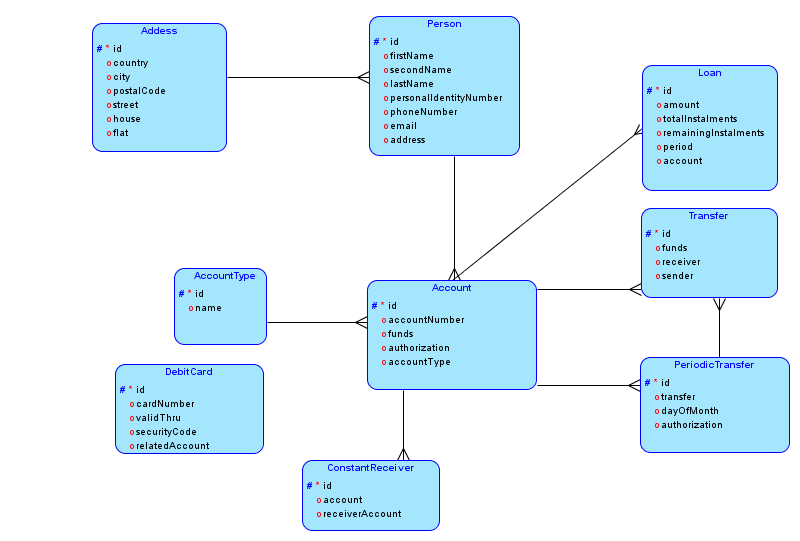 Addess
# * id
o country
o city
o postalCode
o street
o house
o flat
Person
# * id
o firstName
o secondName
o lastName
o personalIdentityNumber
o phoneNumber
o email
o address
Loan
# * id
o amount
o totalInstalments
o remainingInstalments
o period
o account
Transfer
# * id
o funds
o receiver
o sender
AccountType
# * id
o name
Account
# * id
o accountNumber
o funds
o authorization
o accountType
DebitCard
# * id
o cardNumber
o validThru
o securityCode
o relatedAccount
PeriodicTransfer
# * id
o transfer
o dayOfMonth
o authorization
ConstantReceiver
# * id
o account
o receiverAccount